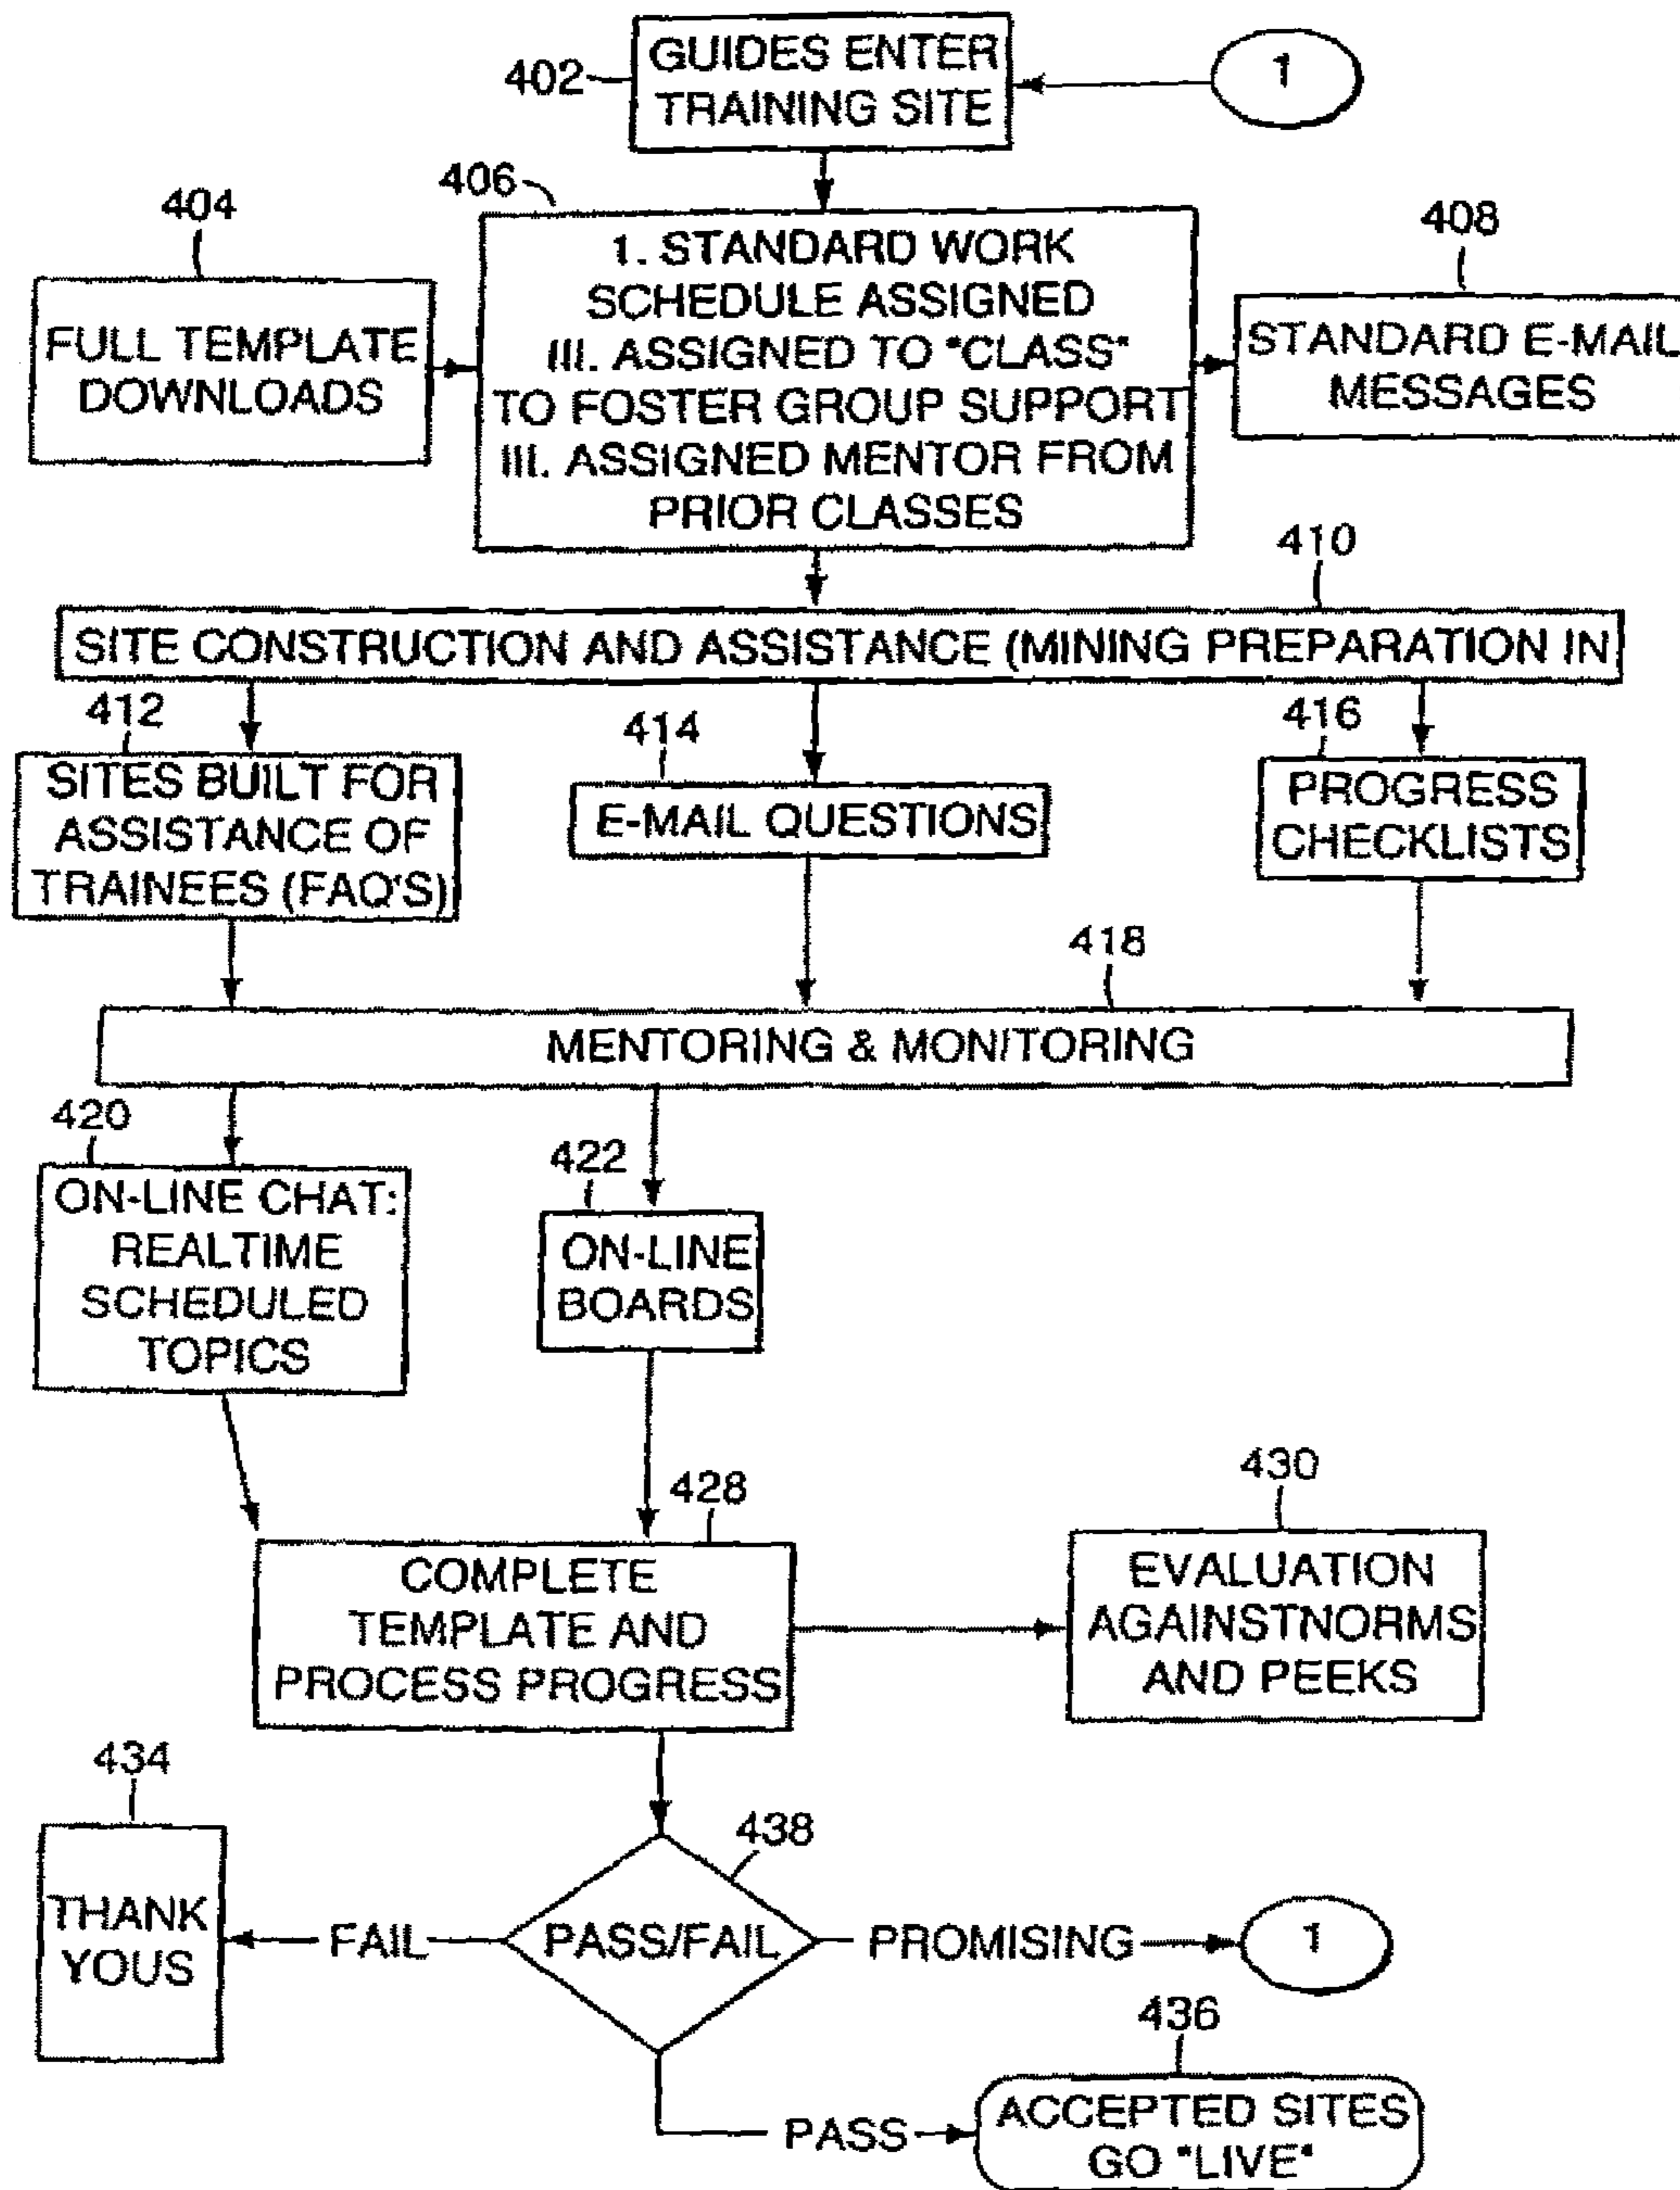 402
GUIDES ENTER
TRAINING SITE
1
404
406
408
FULL TEMPLATE
DOWNLOADS
1. STANDARD WORK
SCHEDULE ASSIGNED
III. ASSIGNED TO "CLASS"
TO FOSTER GROUP SUPPORT
III. ASSIGNED MENTOR FROM
PRIOR CLASSES
STANDARD E-MAIL
MESSAGES
410
SITE CONSTRUCTION AND ASSISTANCE (MINING PREPARATION IN
412
414
416
SITES BUILT FOR
ASSISTANCE OF
TRAINEES (FAQ'S)
E-MAIL QUESTIONS
PROGRESS
CHECKLISTS
418
MENTORING & MONITORING
420
422
ON-LINE CHAT:
REALTIME
SCHEDULED
TOPICS
ON-LINE
BOARDS
428
430
COMPLETE
TEMPLATE AND
PROCESS PROGRESS
EVALUATION
AGAINSTNORMS
AND PEEKS
434
438
THANK
YOUS
FAIL
PASS/FAIL
PROMISING
1
436
PASS
ACCEPTED SITES
GO "LIVE"